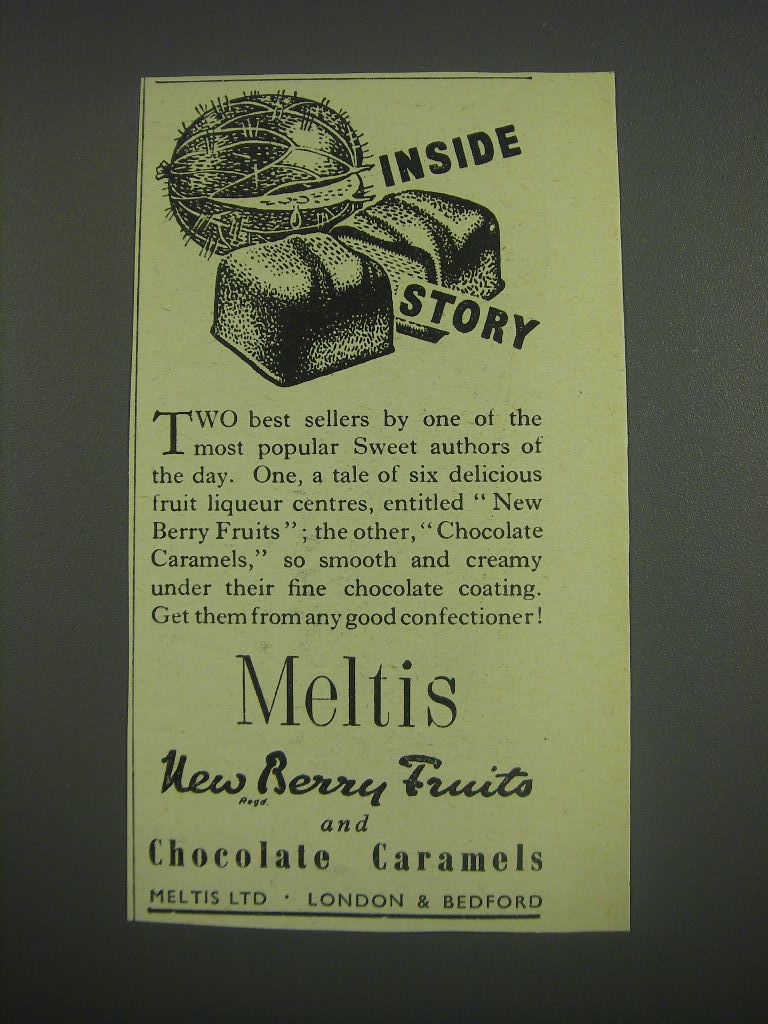 INSIDE
STORY
TWO best sellers by one of the
most popular Sweet authors of
the day. One, a tale of six delicious
fruit liqueur centres, entitled "New
Berry Fruits"; the other, "Chocolate
Caramels," so smooth and creamy
under their fine chocolate coating.
Get them from any good confectioner!
Meltis
New Berry Fruits
Regd.
and
Chocolate Caramels
MELTIS LTD · LONDON & BEDFORD